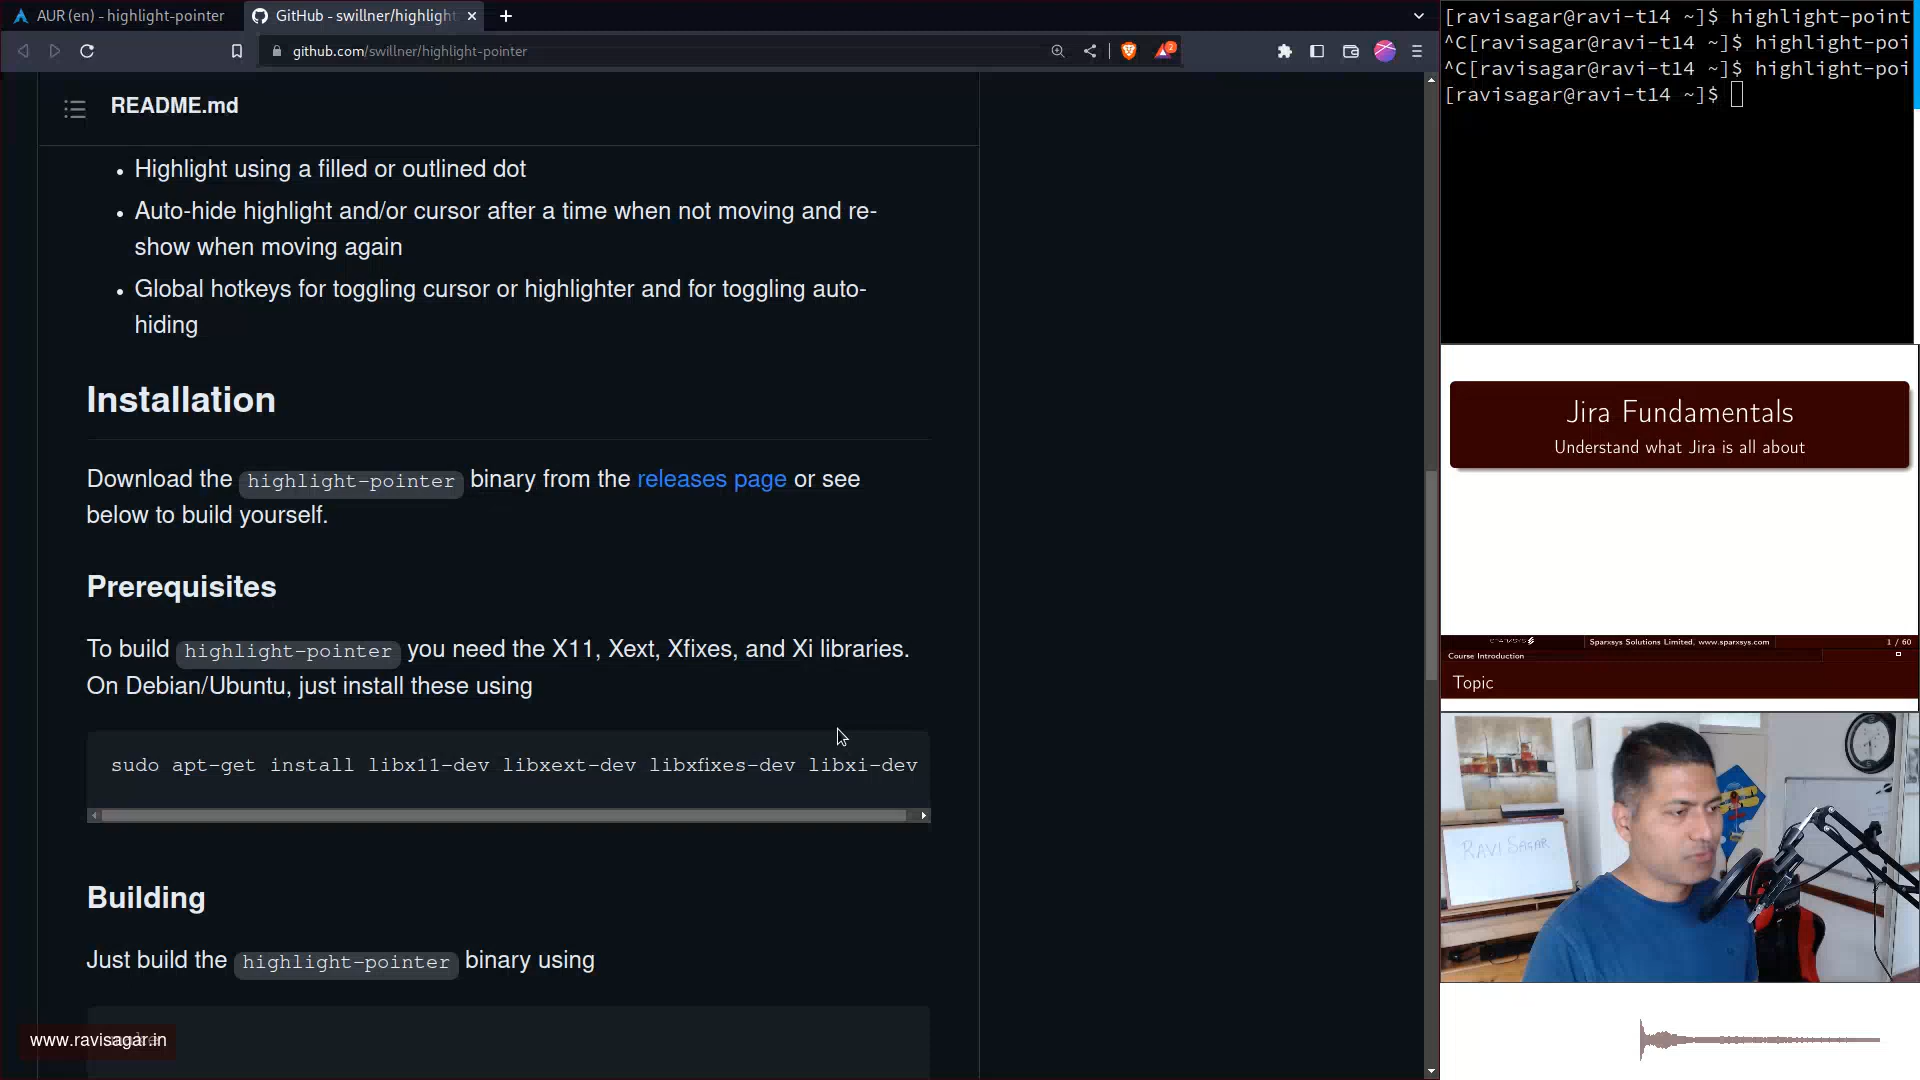 AUR (en) - highlight-pointer
GitHub - swillner/highlight
github.com/swillner/highlight-pointer
2
README.md
• Highlight using a filled or outlined dot
• Auto-hide highlight and/or cursor after a time when not moving and re-
show when moving again
• Global hotkeys for toggling cursor or highlighter and for toggling auto-
hiding
Installation
Download the highlight-pointer binary from the releases page or see
below to build yourself.
Prerequisites
To build highlight-pointer you need the X11, Xext, Xfixes, and Xi libraries.
On Debian/Ubuntu, just install these using
sudo apt-get install libx11-dev libxext-dev libxfixes-dev libxi-dev
Building
Just build the highlight-pointer binary using
www.ravisagar.in
[ravisagar@ravi-t14 ~]$ highlight-point
^C[ravisagar@ravi-t14 ~]$ highlight-poi
^C[ravisagar@ravi-t14 ~]$ highlight-poi
[ravisagar@ravi-t14 ~]$
Jira Fundamentals
Understand what Jira is all about
SPARXSYS
Sparxsys Solutions Limited, www.sparxsys.com
1 / 60
Course Introduction
Topic
RAVI SAGAR